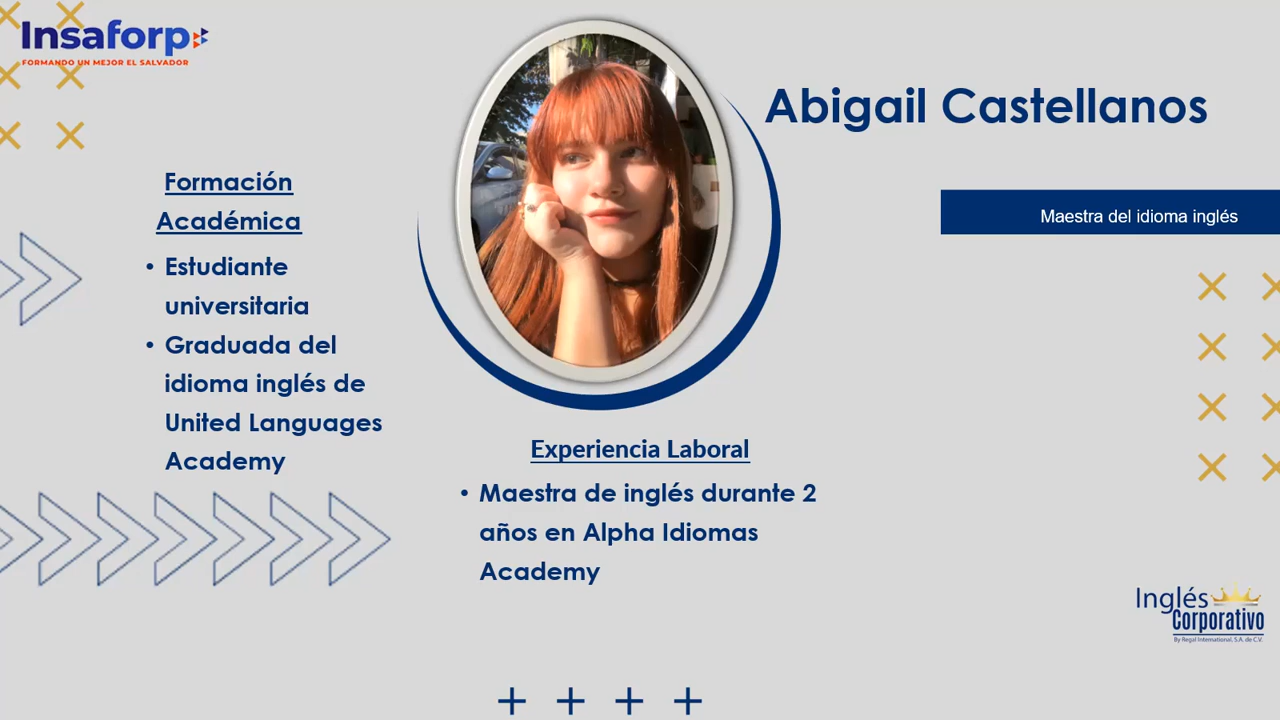 Insaforp
FORMANDO UN MEJOR EL SALVADOR
Abigail Castellanos
Maestra del idioma inglés
Formación
Académica
• Estudiante
universitaria
• Graduada del
idioma inglés de
United Languages
Academy
Experiencia Laboral
• Maestra de inglés durante 2
años en Alpha Idiomas
Academy
Inglés
Corporativo
By Regal International, S.A. de C.V.